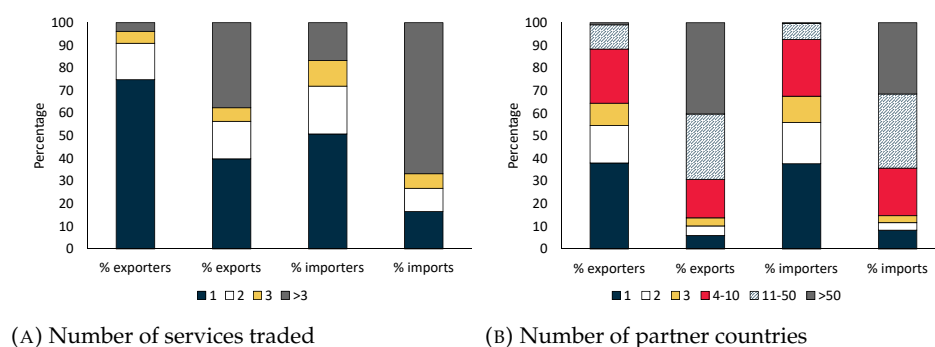 100
90
80
70
60
50
40
30
20
10
0
Percentage
% exporters % exports % importers % imports
1 2 3 >3
(A) Number of services traded
100
90
80
70
60
50
40
30
20
10
0
Percentage
% exporters % exports % importers % imports
1 2 3 4-10 11-50 >50
(B) Number of partner countries